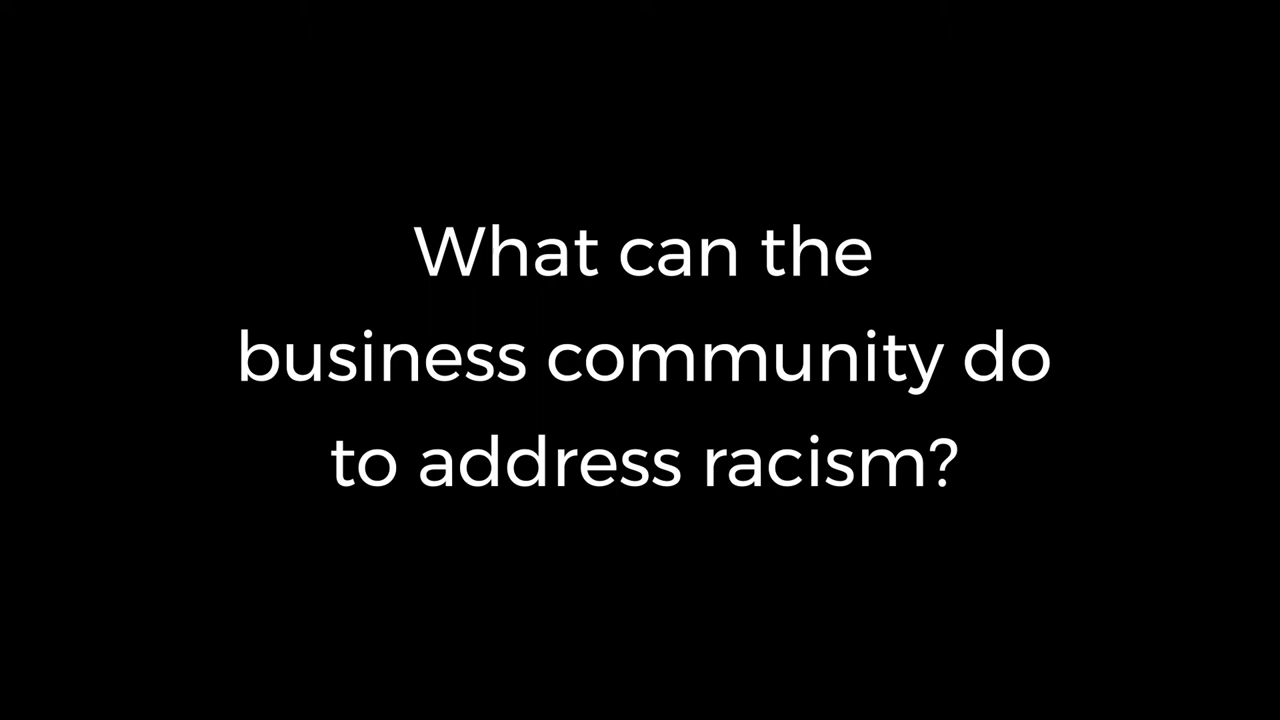 What can the
business community do
to address racism?